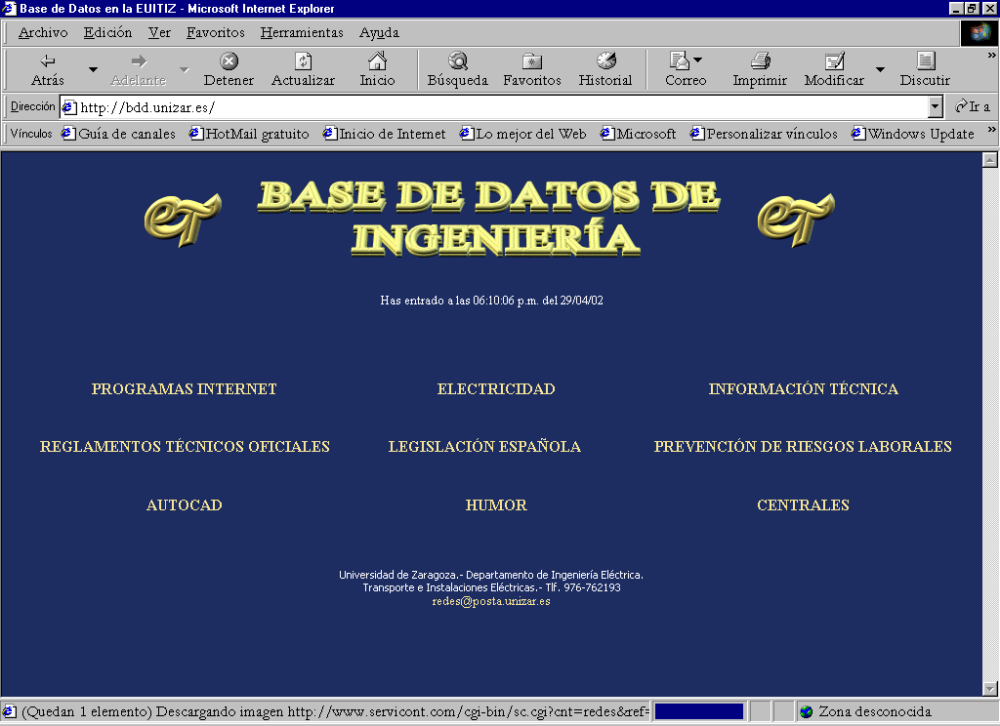 Base de Datos en la EUITIZ - Microsoft Internet Explorer
Archivo Edición Ver Favoritos Herramientas Ayuda
Atrás Adelante Detener Actualizar Inicio Búsqueda Favoritos Historial Correo Imprimir Modificar Discutir »
Dirección http://bdd.unizar.es/ Ir a
Vínculos Guía de canales HotMail gratuito Inicio de Internet Lo mejor del Web Microsoft Personalizar vínculos Windows Update »
eT BASE DE DATOS DE eT
INGENIERÍA
Has entrado a las 06:10:06 p.m. del 29/04/02
PROGRAMAS INTERNET ELECTRICIDAD INFORMACIÓN TÉCNICA
REGLAMENTOS TÉCNICOS OFICIALES LEGISLACIÓN ESPAÑOLA PREVENCIÓN DE RIESGOS LABORALES
AUTOCAD HUMOR CENTRALES
Universidad de Zaragoza.- Departamento de Ingeniería Eléctrica.
Transporte e Instalaciones Eléctricas.- Tlf. 976-762193
redes@posta.unizar.es
(Quedan 1 elemento) Descargando imagen http://www.servicont.com/cgi-bin/sc.cgi?cnt=redes&ref= Zona desconocida